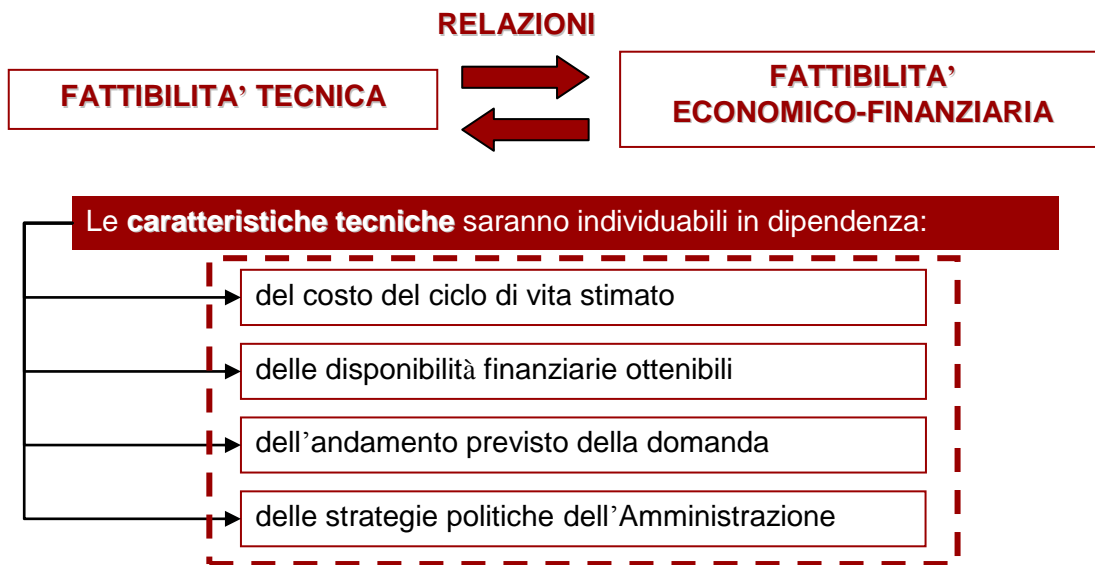 RELAZIONI
FATTIBILITA’ TECNICA
FATTIBILITA’
ECONOMICO-FINANZIARIA
Le caratteristiche tecniche saranno individuabili in dipendenza:
del costo del ciclo di vita stimato
delle disponibilità finanziarie ottenibili
dell’andamento previsto della domanda
delle strategie politiche dell’Amministrazione